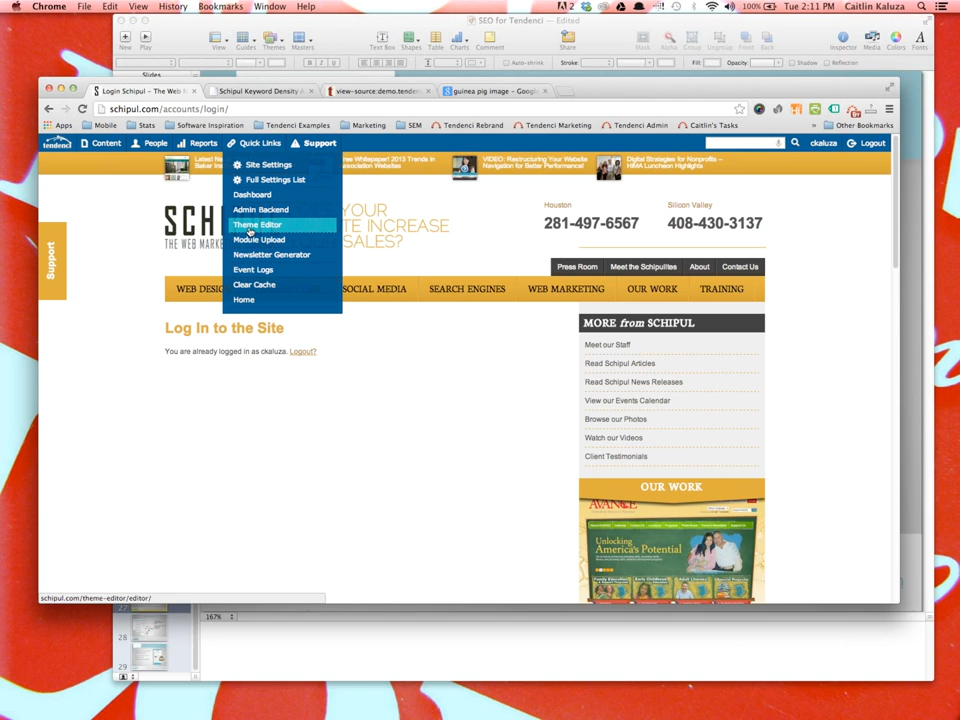 Chrome File Edit View History Bookmarks Window Help
100% Tue 2:11 PM Caitlin Kaluza
SEO for Tendenci — Edited
New Play View Guides Themes Masters Text Box Shapes Table Charts Comment Share Mask Alpha Group Ungroup Front Back Inspector Media Colors Fonts
Auto-shrink Stroke: Fill: Opacity: Shadow Reflection
Slides
Login Schipul – The Web M
Schipul Keyword Density A
view-source:demo.tenden
guinea pig image - Google
schipul.com/accounts/login/
Apps Mobile Stats Software Inspiration Tendenci Examples Marketing SEM Tendenci Rebrand Tendenci Admin Caitlin's Tasks » Other Bookmarks
tendenci Content People Reports Quick Links Support ckaluza Logout
Site Settings
Full Settings List
Dashboard
Admin Backend
Theme Editor
Module Upload
Newsletter Generator
Event Logs
Clear Cache
Home
Whitepaper! 2013 Trends in
VIDEO: Restructuring Your Website
Navigation for Better Performance!
Digital Strategies for Nonprofits –
HMA Luncheon Highlights
Support
SCH
THE WEB MARKET
YOUR
TE INCREASE
SALES?
Houston
281-497-6567
Silicon Valley
408-430-3137
Press Room Meet the Schipulites About Contact Us
WEB DESIG SOCIAL MEDIA SEARCH ENGINES WEB MARKETING OUR WORK TRAINING
Log In to the Site
You are already logged in as ckaluza. Logout?
MORE from SCHIPUL
Meet our Staff
Read Schipul Articles
Read Schipul News Releases
View our Events Calendar
Browse our Photos
Watch our Videos
Client Testimonials
OUR WORK
AVANCE
Unlocking
America's Potential
schipul.com/theme-editor/editor/
27
28
29
167%